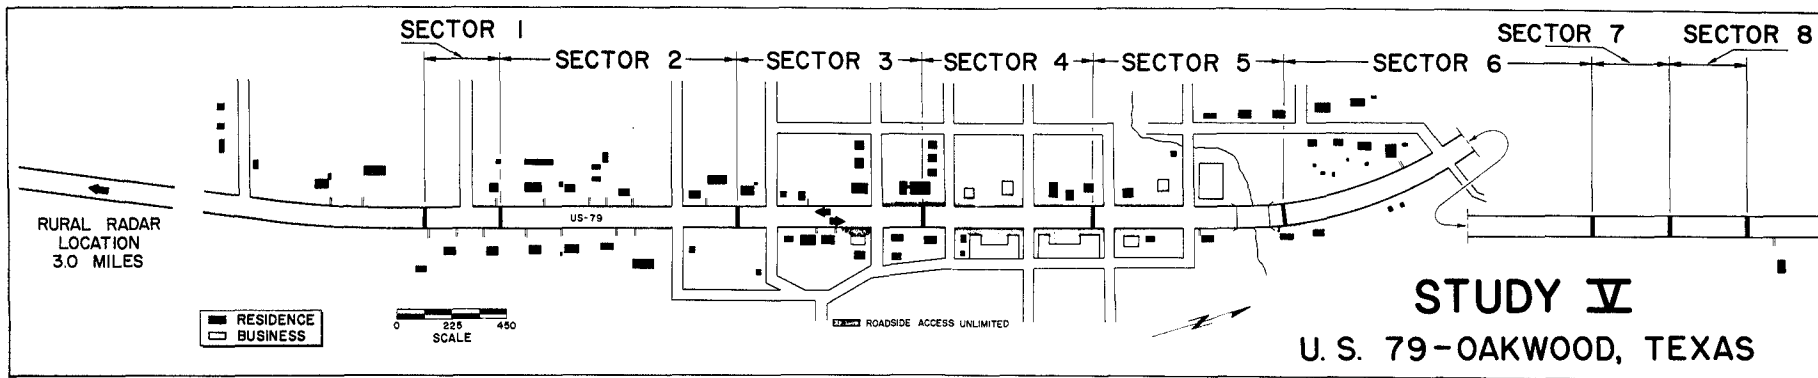 SECTOR 1
SECTOR 2
SECTOR 3
SECTOR 4
SECTOR 5
SECTOR 6
SECTOR 7
SECTOR 8
US-79
RURAL RADAR
LOCATION
3.0 MILES
RESIDENCE
BUSINESS
0 225 450
SCALE
ROADSIDE ACCESS UNLIMITED
N
STUDY V
U. S. 79-OAKWOOD, TEXAS